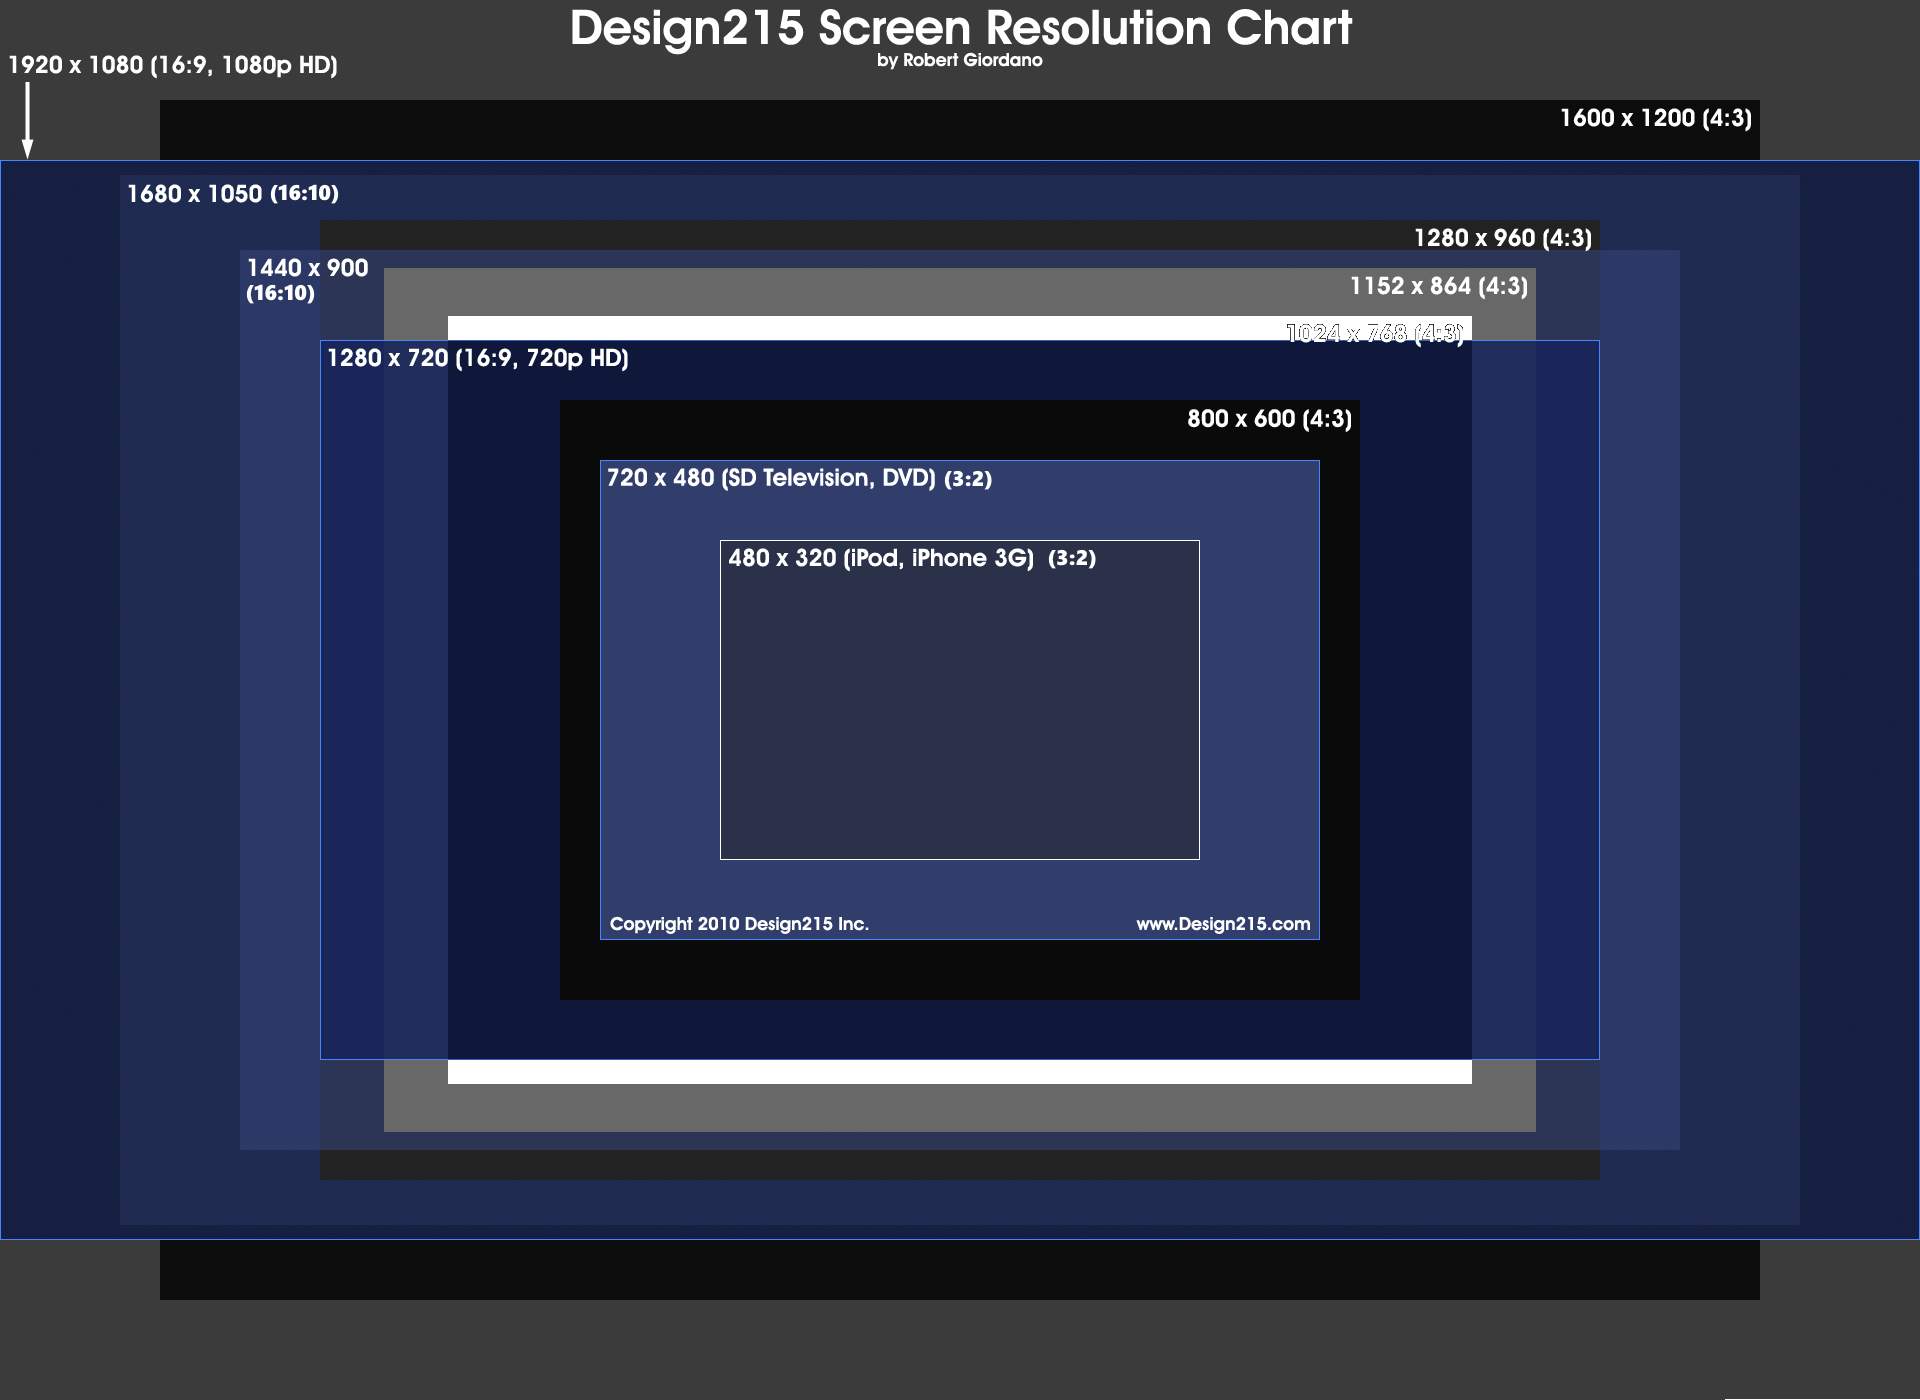 Design215 Screen Resolution Chart
by Robert Giordano
1920 x 1080 (16:9, 1080p HD)
1600 x 1200 (4:3)
1680 x 1050 (16:10)
1280 x 960 (4:3)
1440 x 900
(16:10)
1152 x 864 (4:3)
1024 x 768 (4:3)
1280 x 720 (16:9, 720p HD)
800 x 600 (4:3)
720 x 480 (SD Television, DVD) (3:2)
480 x 320 (iPod, iPhone 3G) (3:2)
Copyright 2010 Design215 Inc.
www.Design215.com